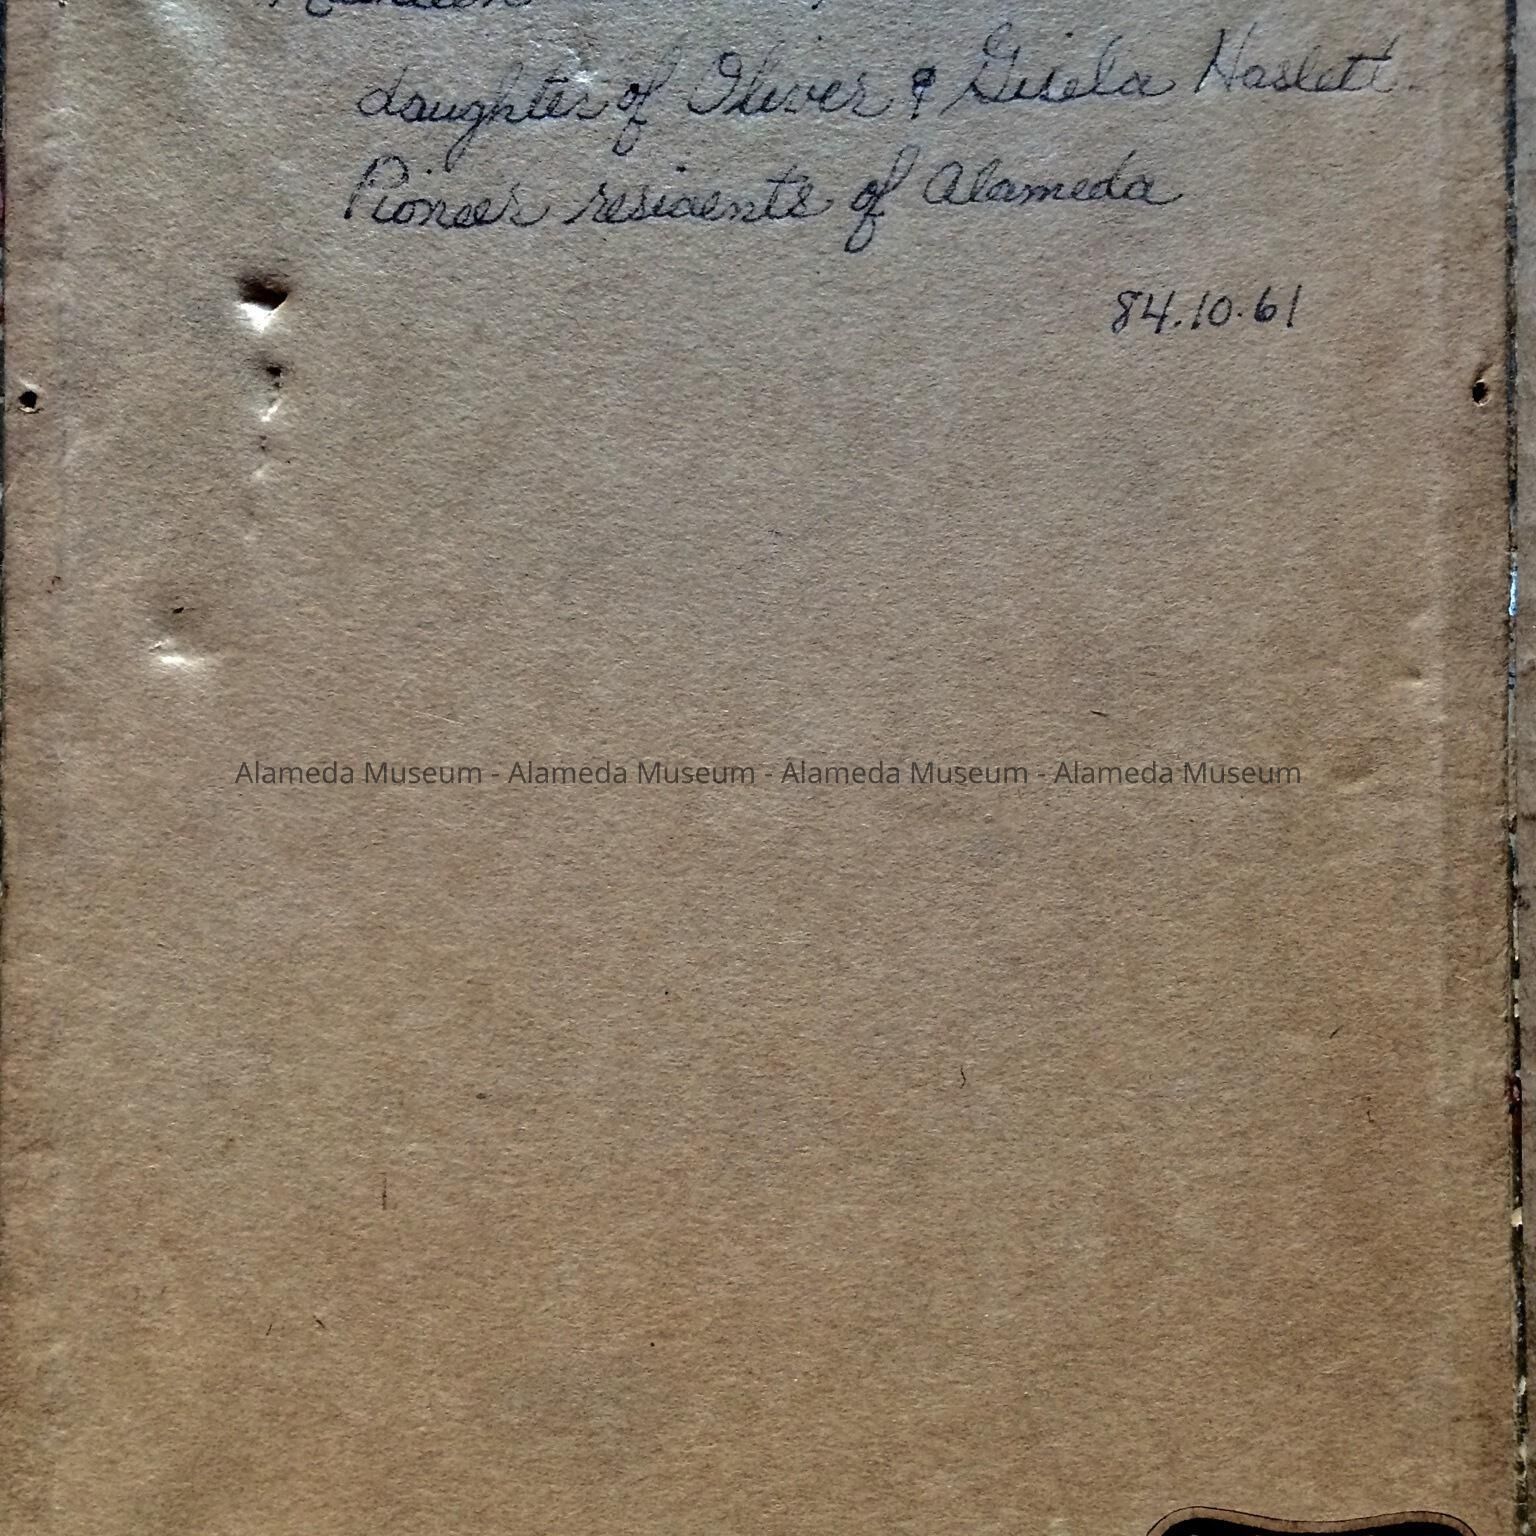 daughter of Oliver & Gisela Haslett.
Pioneer residents of Alameda
84.10.61
Alameda Museum - Alameda Museum - Alameda Museum - Alameda Museum